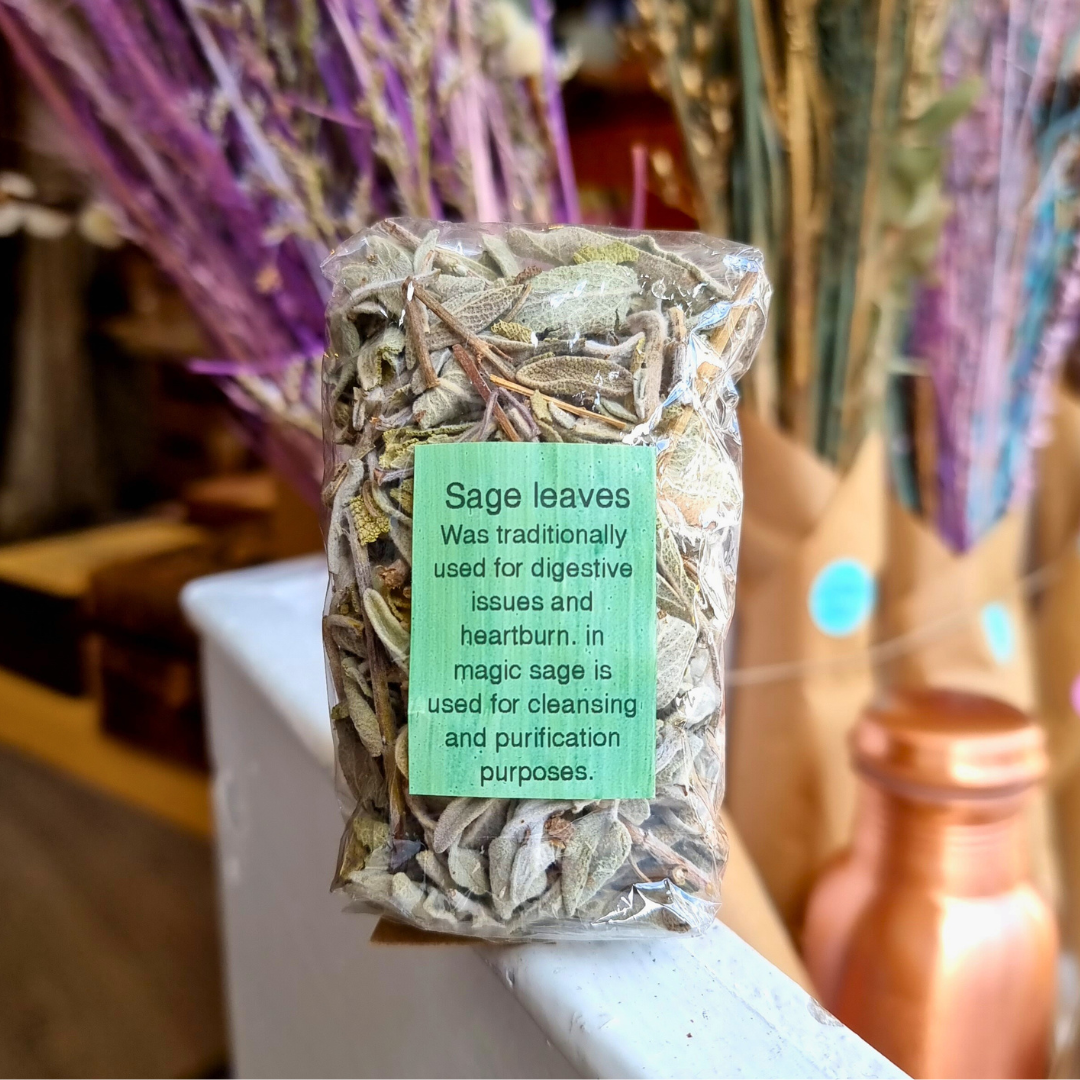 Sage leaves
Was traditionally
used for digestive
issues and
heartburn. in
magic sage is
used for cleansing
and purification
purposes.